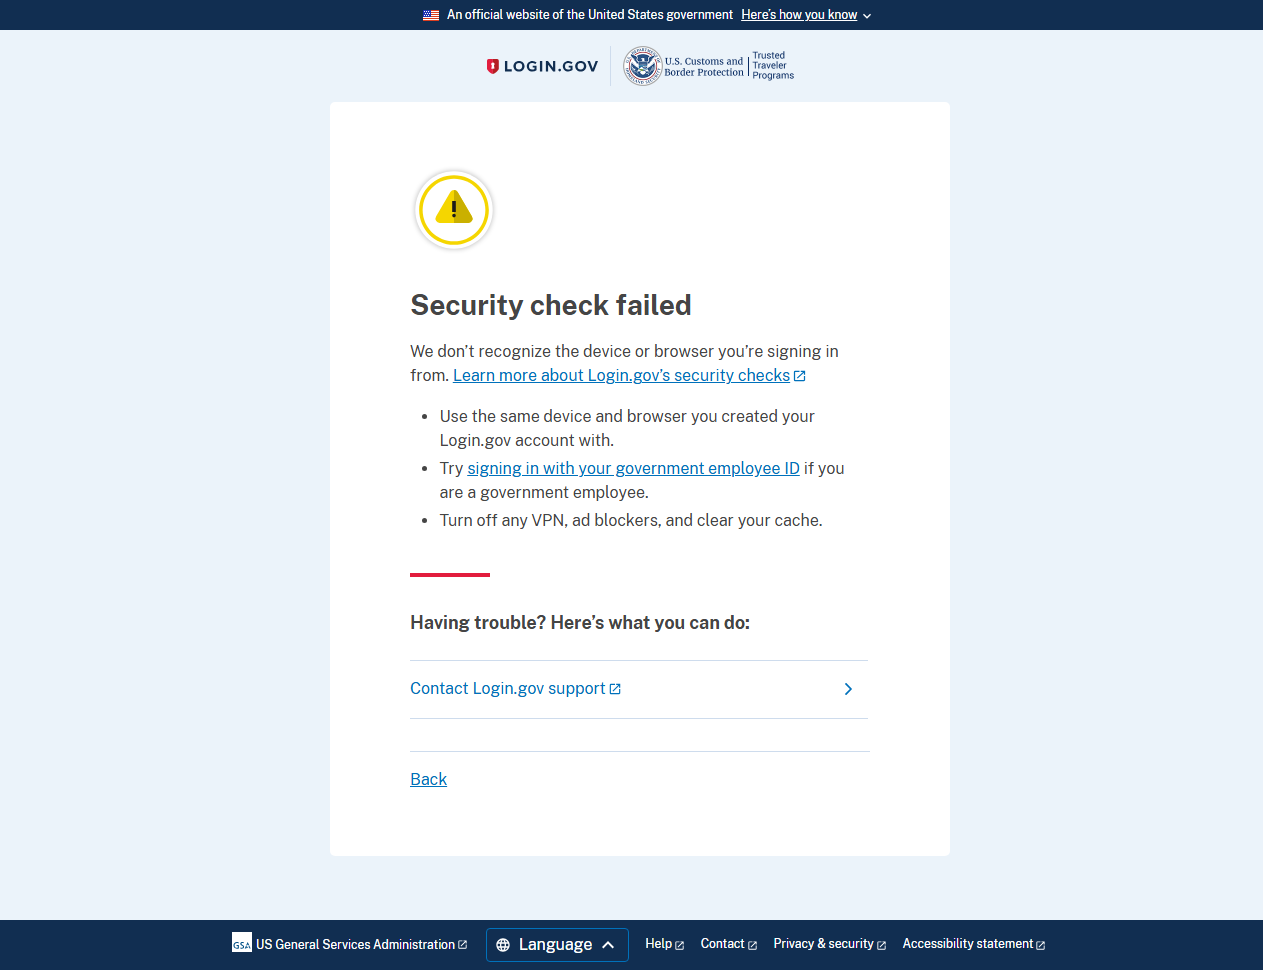 An official website of the United States government Here's how you know
LOGIN.GOV
U.S. Customs and
Border Protection
Trusted
Traveler
Programs
Security check failed
We don’t recognize the device or browser you’re signing in
from. Learn more about Login.gov’s security checks
• Use the same device and browser you created your
Login.gov account with.
• Try signing in with your government employee ID if you
are a government employee.
• Turn off any VPN, ad blockers, and clear your cache.
Having trouble? Here’s what you can do:
Contact Login.gov support
Back
GSA US General Services Administration Language Help Contact Privacy & security Accessibility statement